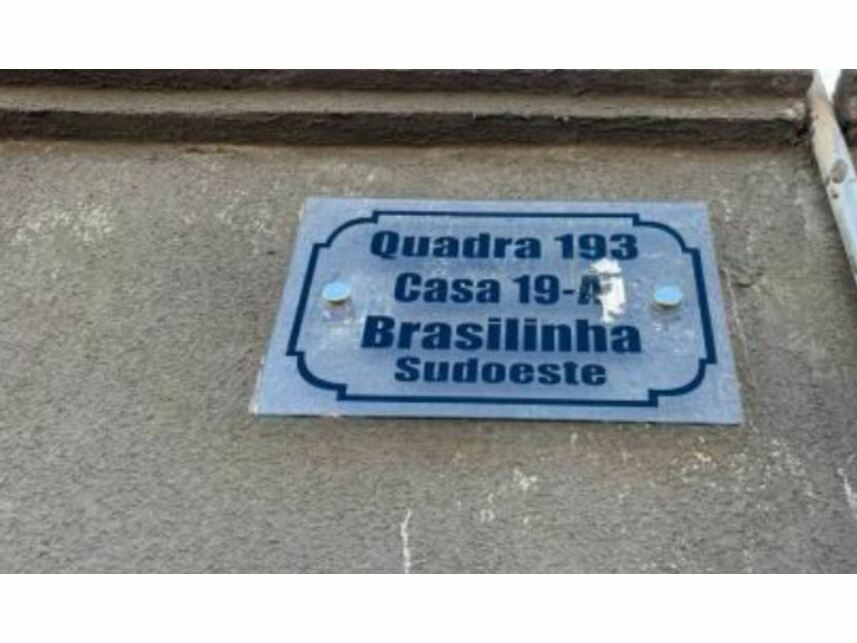 Quadra 193
Casa 19-A
Brasilinha
Sudoeste